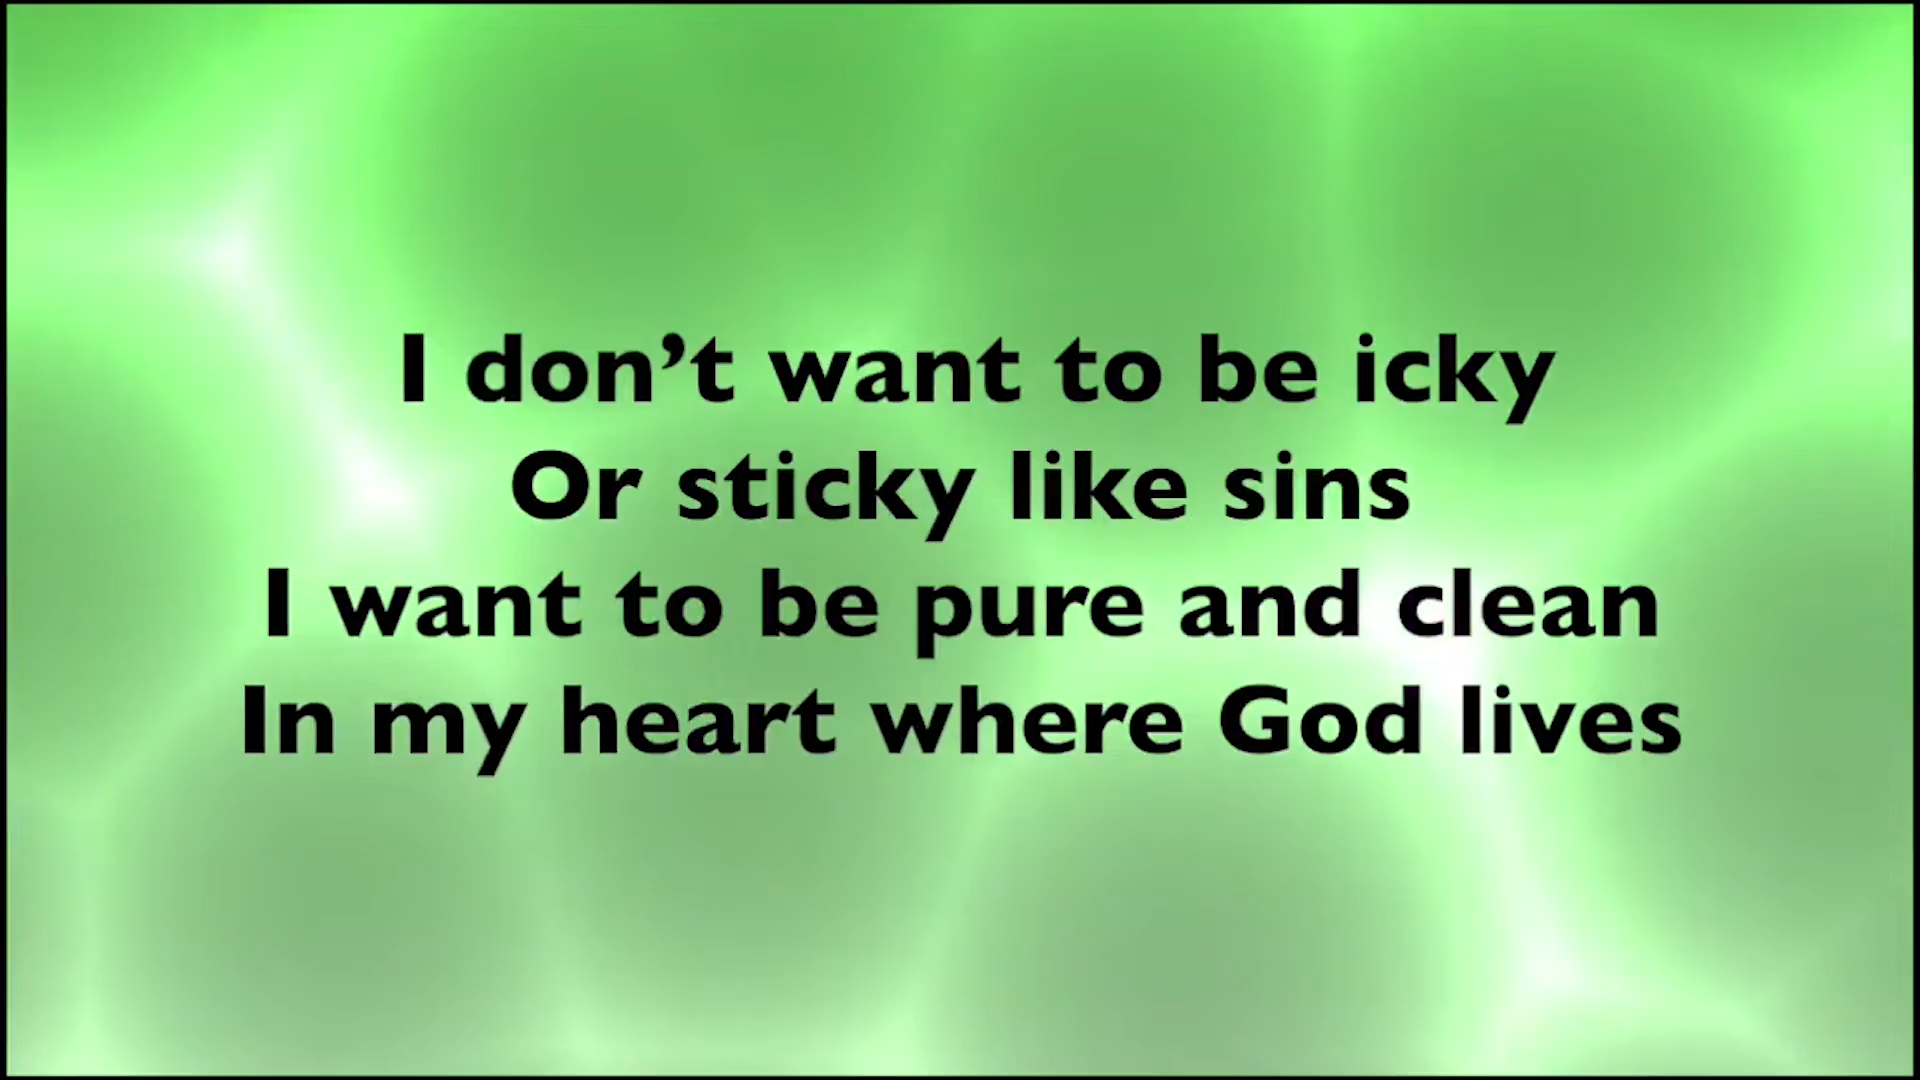 I don’t want to be icky
Or sticky like sins
I want to be pure and clean
In my heart where God lives